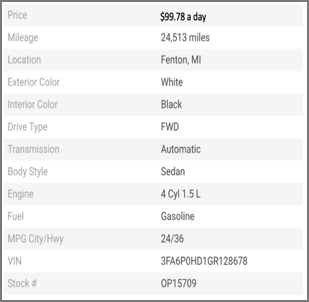 Price $99.78 a day
Mileage 24,513 miles
Location Fenton, MI
Exterior Color White
Interior Color Black
Drive Type FWD
Transmission Automatic
Body Style Sedan
Engine 4 Cyl 1.5 L
Fuel Gasoline
MPG City/Hwy 24/36
VIN 3FA6P0HD1GR128678
Stock # OP15709